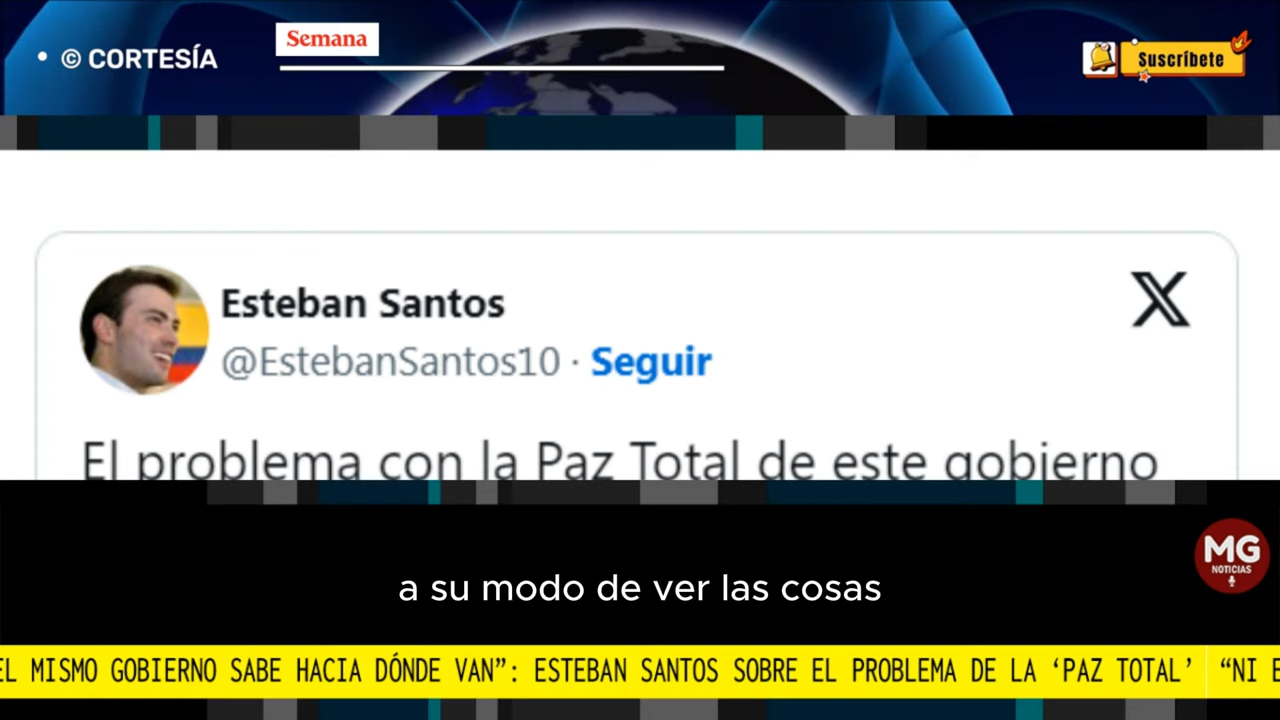 © CORTESÍA
Semana
Suscríbete
Esteban Santos
@EstebanSantos10 · Seguir
El problema con la Paz Total de este gobierno
a su modo de ver las cosas
MG
NOTICIAS
EL MISMO GOBIERNO SABE HACIA DÓNDE VAN”: ESTEBAN SANTOS SOBRE EL PROBLEMA DE LA ‘PAZ TOTAL’ “NI E